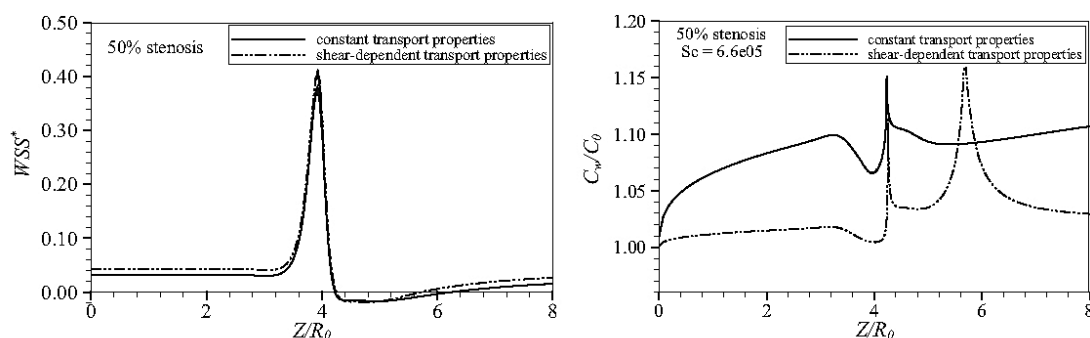 0.50
50% stenosis
constant transport properties
shear-dependent transport properties
0.40
0.30
WSS*
0.20
0.10
0.00
0 2 4 6 8
Z/R0
1.20
50% stenosis
Sc = 6.6e05
constant transport properties
shear-dependent transport properties
1.15
1.10
Cw/C0
1.05
1.00
0 2 4 6 8
Z/R0